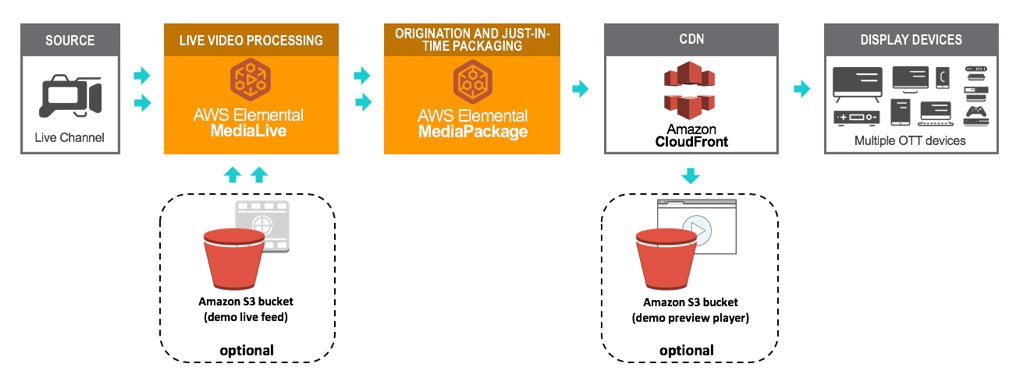 SOURCE
Live Channel
LIVE VIDEO PROCESSING
AWS Elemental
MediaLive
ORIGINATION AND JUST-IN-
TIME PACKAGING
AWS Elemental
MediaPackage
CDN
Amazon
CloudFront
DISPLAY DEVICES
Multiple OTT devices
Amazon S3 bucket
(demo live feed)
optional
Amazon S3 bucket
(demo preview player)
optional